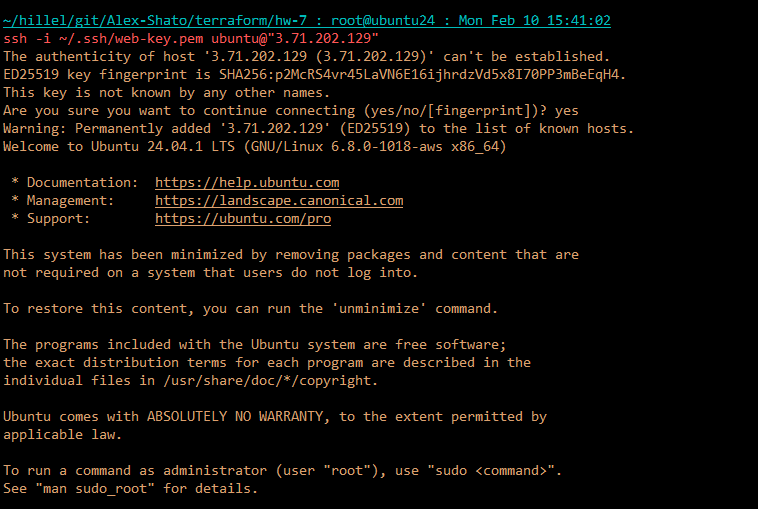 ~/hillel/git/Alex-Shato/terraform/hw-7 : root@ubuntu24 : Mon Feb 10 15:41:02
ssh -i ~/.ssh/web-key.pem ubuntu@"3.71.202.129"
The authenticity of host '3.71.202.129 (3.71.202.129)' can't be established.
ED25519 key fingerprint is SHA256:p2McRS4vr45LaVN6E16ijhrdzVd5x8I70PP3mBeEqH4.
This key is not known by any other names.
Are you sure you want to continue connecting (yes/no/[fingerprint])? yes
Warning: Permanently added '3.71.202.129' (ED25519) to the list of known hosts.
Welcome to Ubuntu 24.04.1 LTS (GNU/Linux 6.8.0-1018-aws x86_64)

 * Documentation:  https://help.ubuntu.com
 * Management:     https://landscape.canonical.com
 * Support:        https://ubuntu.com/pro

This system has been minimized by removing packages and content that are
not required on a system that users do not log into.

To restore this content, you can run the 'unminimize' command.

The programs included with the Ubuntu system are free software;
the exact distribution terms for each program are described in the
individual files in /usr/share/doc/*/copyright.

Ubuntu comes with ABSOLUTELY NO WARRANTY, to the extent permitted by
applicable law.

To run a command as administrator (user "root"), use "sudo <command>".
See "man sudo_root" for details.